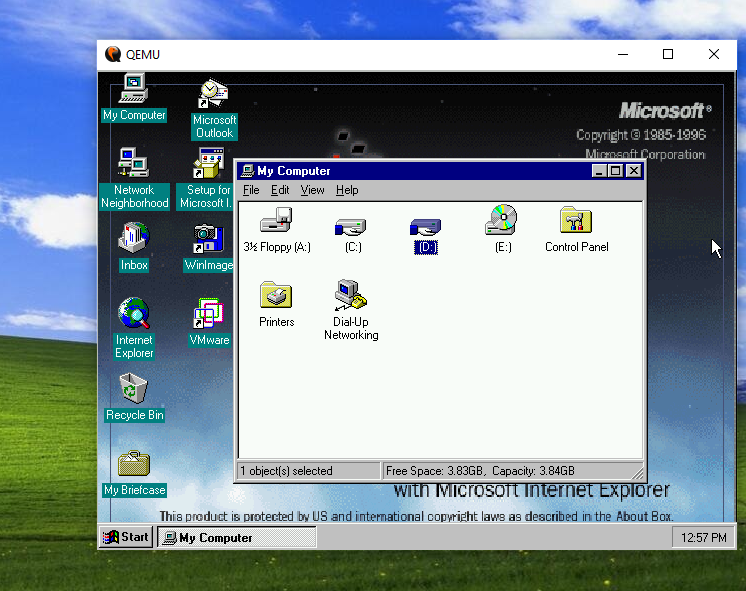 QEMU
My Computer
Microsoft
Outlook
Microsoft®
Copyright © 1985-1996
Microsoft Corporation
Network
Neighborhood
Setup for
Microsoft I...
My Computer
File Edit View Help
3½ Floppy (A:)
(C:)
(D:)
(E:)
Control Panel
Inbox
WinImage
Printers
Dial-Up
Networking
Internet
Explorer
VMware
Recycle Bin
My Briefcase
1 object(s) selected
Free Space: 3.83GB, Capacity: 3.84GB
with Microsoft Internet Explorer
This product is protected by US and international copyright laws as described in the About Box.
Start
My Computer
12:57 PM